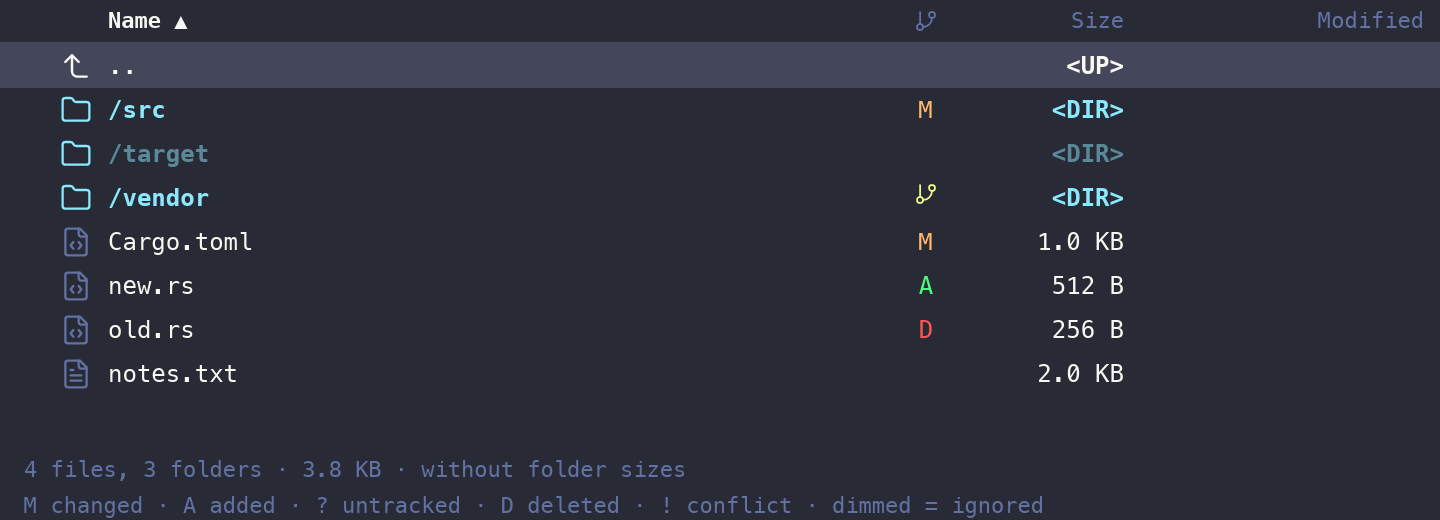 Name ▲ Size Modified
.. <UP>
/src M <DIR>
/target <DIR>
/vendor <DIR>
Cargo.toml M 1.0 KB
new.rs A 512 B
old.rs D 256 B
notes.txt 2.0 KB
4 files, 3 folders · 3.8 KB · without folder sizes
M changed · A added · ? untracked · D deleted · ! conflict · dimmed = ignored